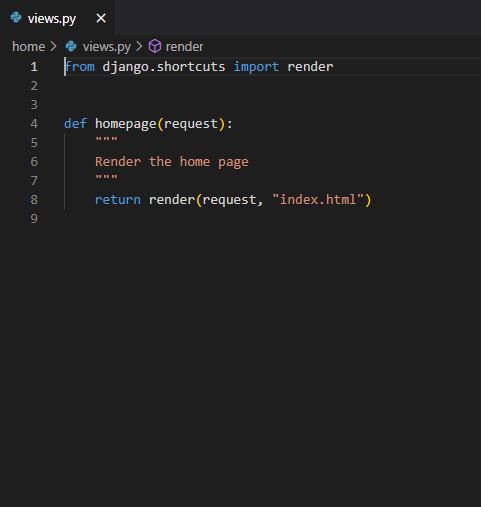 views.py ×
home > views.py > render
1 from django.shortcuts import render
2
3
4 def homepage(request):
5     """
6     Render the home page
7     """
8     return render(request, "index.html")
9